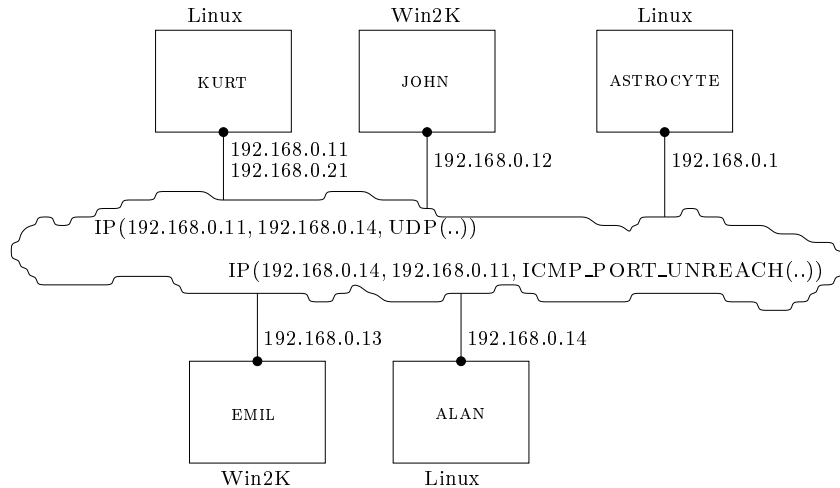 Linux
Win2K
Linux
KURT
JOHN
ASTROCYTE
192.168.0.11
192.168.0.21
192.168.0.12
192.168.0.1
IP(192.168.0.11, 192.168.0.14, UDP(..))
IP(192.168.0.14, 192.168.0.11, ICMP_PORT_UNREACH(..))
192.168.0.13
192.168.0.14
EMIL
ALAN
Win2K
Linux